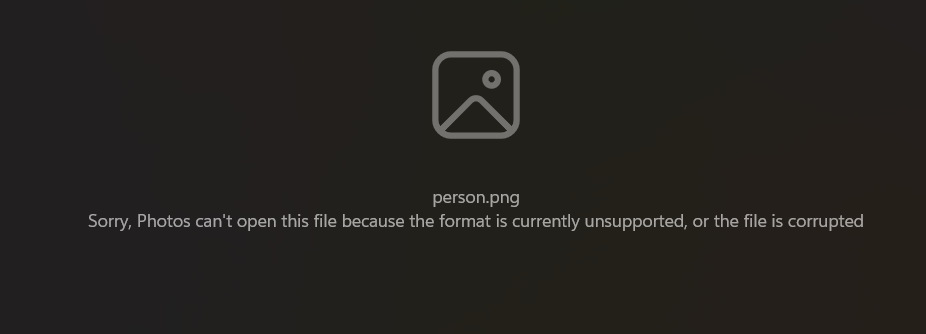 person.png
Sorry, Photos can't open this file because the format is currently unsupported, or the file is corrupted